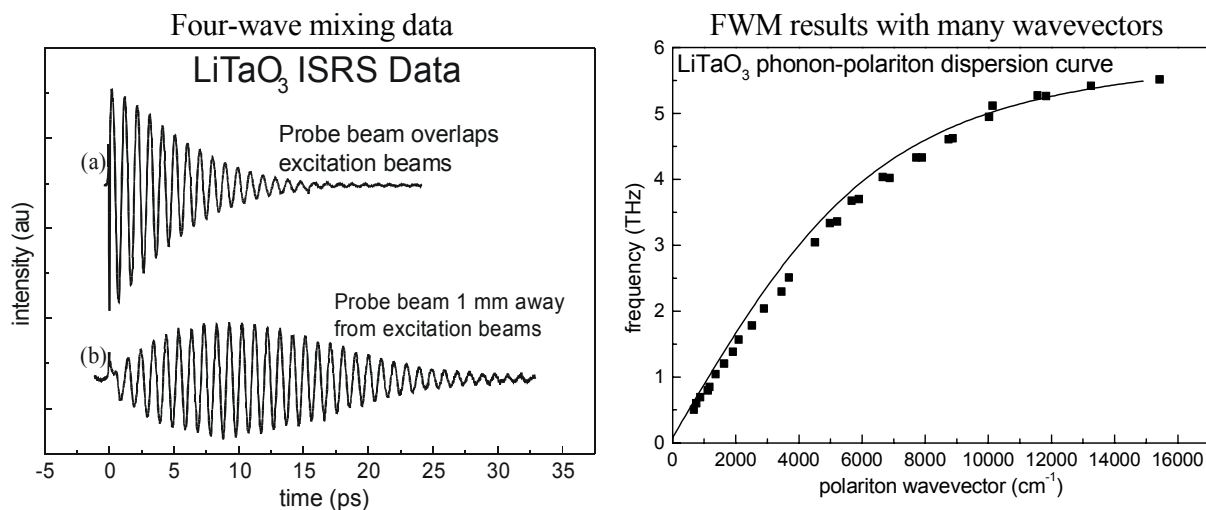 Four-wave mixing data
LiTaO₃ ISRS Data
(a)
Probe beam overlaps
excitation beams
Probe beam 1 mm away
from excitation beams
(b)
intensity (au)
-5 0 5 10 15 20 25 30 35
time (ps)
FWM results with many wavevectors
LiTaO₃ phonon-polariton dispersion curve
6
5
4
3
2
1
0
frequency (THz)
0 2000 4000 6000 8000 10000 12000 14000 16000
polariton wavevector (cm⁻¹)